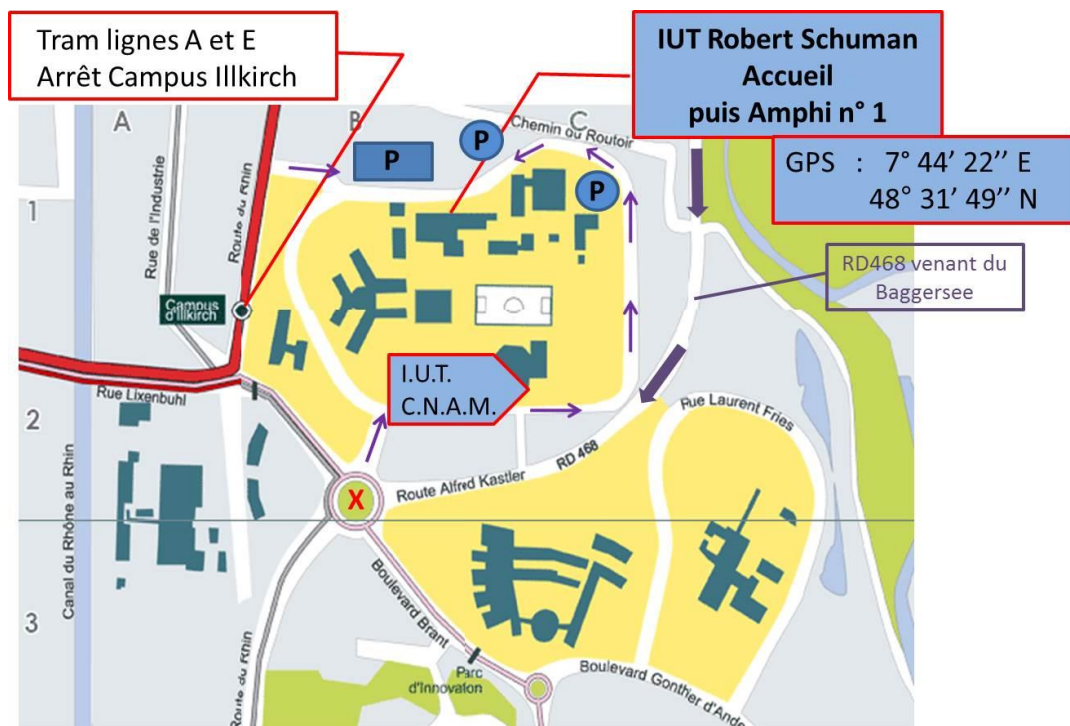 Tram lignes A et E
Arrêt Campus Illkirch
IUT Robert Schuman
Accueil
puis Amphi n° 1
GPS : 7° 44’ 22’’ E
48° 31’ 49’’ N
A
B
C
Chemin ou Routoir
P
P
P
1
Rue de l'Industrie
Route du Rhin
RD468 venant du
Baggersee
Campus
d'Illkirch
I.U.T.
C.N.A.M.
Rue Lixenbuhl
2
Rue Laurent Fries
RD 468
Route Alfred Kastler
X
Canal du Rhône au Rhin
3
Boulevard Brant
Route du Rhin
Parc
d'Innovation
Boulevard Gonthier d'Ande